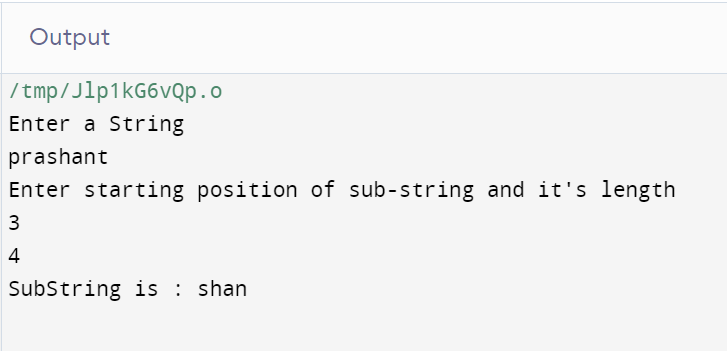 Output
/tmp/Jlp1kG6vQp.o
Enter a String
prashant
Enter starting position of sub-string and it's length
3
4
SubString is : shan